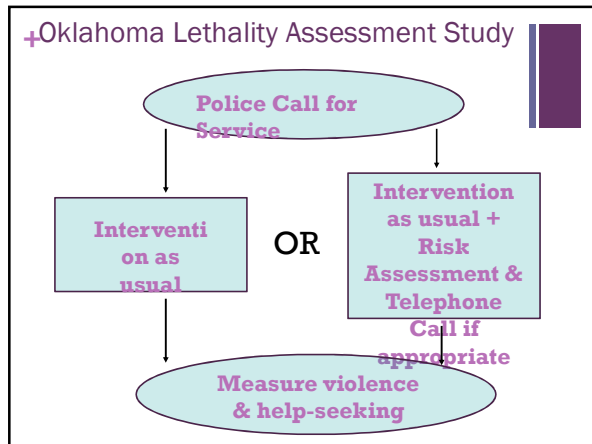 +Oklahoma Lethality Assessment Study
Police Call for
Service
Interventi
on as
usual
OR
Intervention
as usual +
Risk
Assessment &
Telephone
Call if
appropriate
Measure violence
& help-seeking